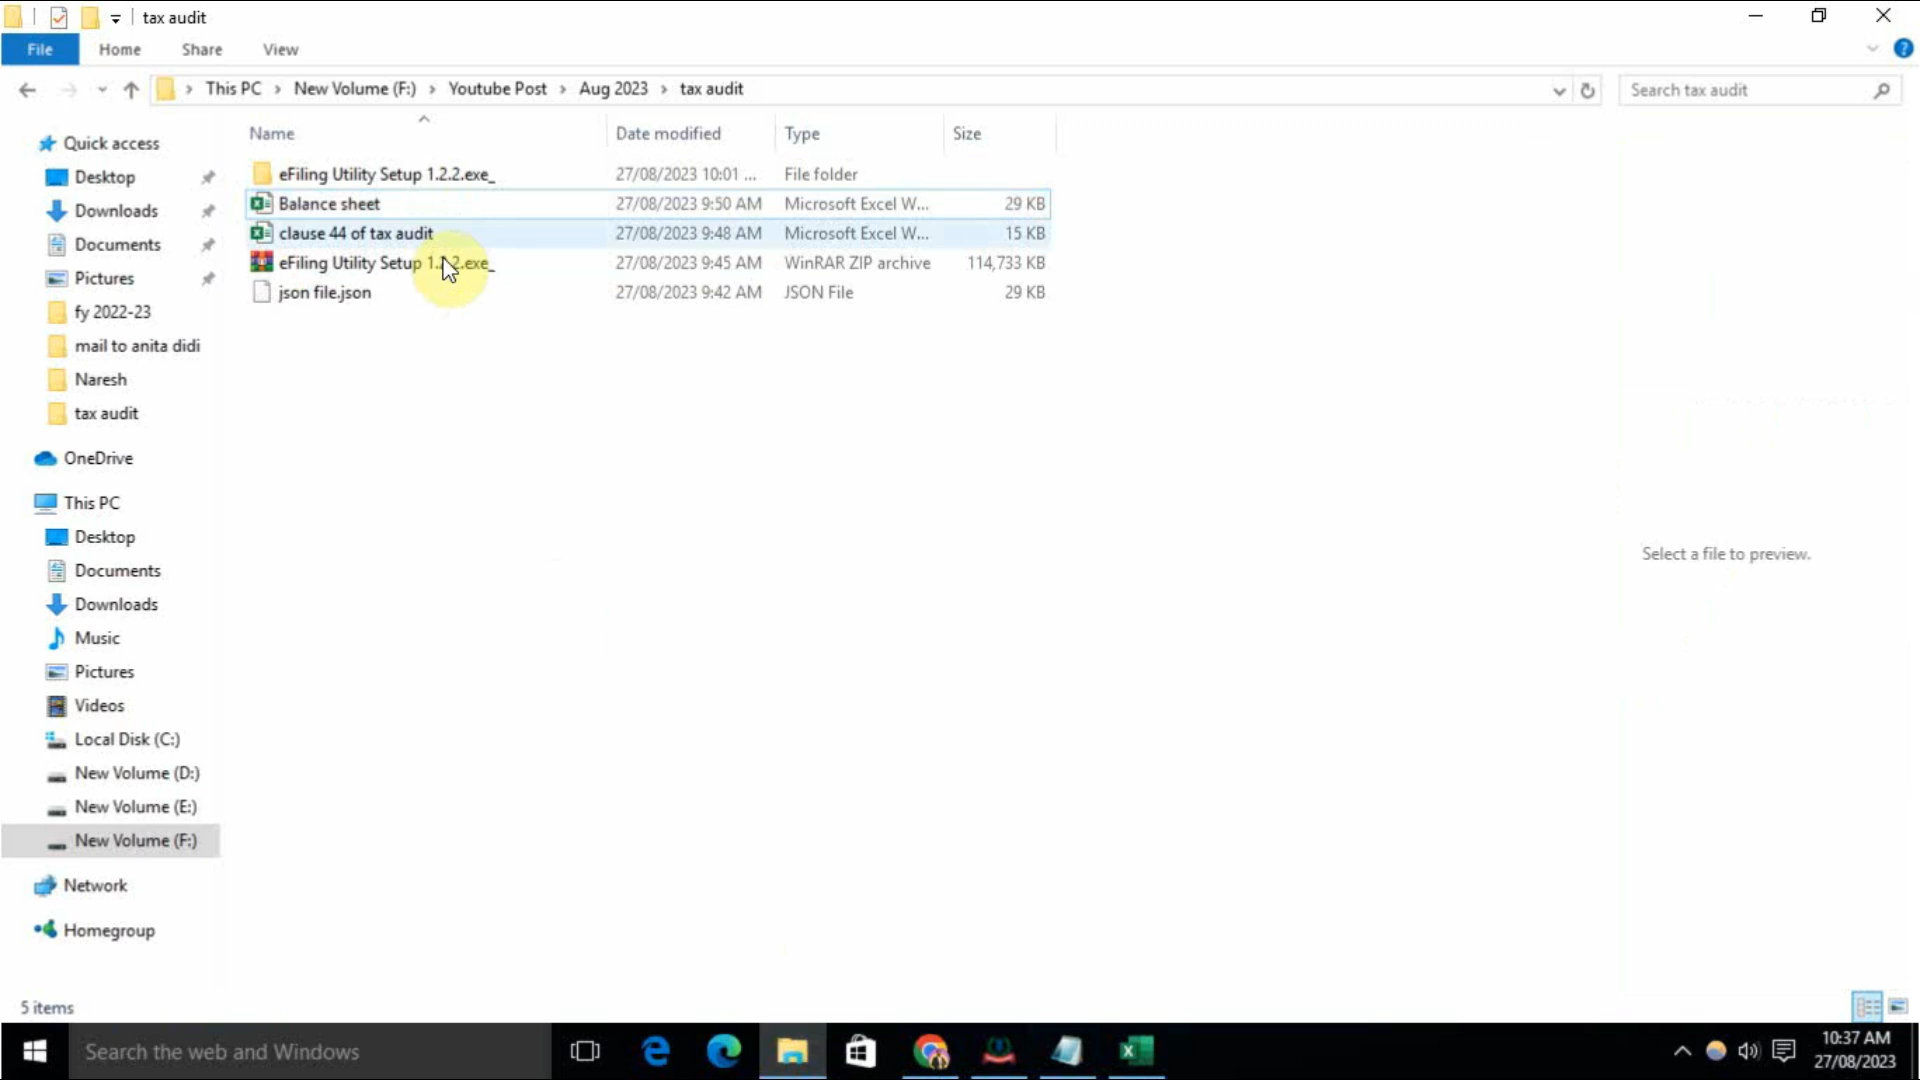 tax audit
File Home Share View
This PC New Volume (F:) Youtube Post Aug 2023 tax audit Search tax audit
Name Date modified Type Size
Quick access
Desktop
Downloads
Documents
Pictures
fy 2022-23
mail to anita didi
Naresh
tax audit
OneDrive
This PC
Desktop
Documents
Downloads
Music
Pictures
Videos
Local Disk (C:)
New Volume (D:)
New Volume (E:)
New Volume (F:)
Network
Homegroup
eFiling Utility Setup 1.2.2.exe_ 27/08/2023 10:01 ... File folder
Balance sheet 27/08/2023 9:50 AM Microsoft Excel W... 29 KB
clause 44 of tax audit 27/08/2023 9:48 AM Microsoft Excel W... 15 KB
eFiling Utility Setup 1.2.2.exe_ 27/08/2023 9:45 AM WinRAR ZIP archive 114,733 KB
json file.json 27/08/2023 9:42 AM JSON File 29 KB
Select a file to preview.
5 items
Search the web and Windows
10:37 AM
27/08/2023